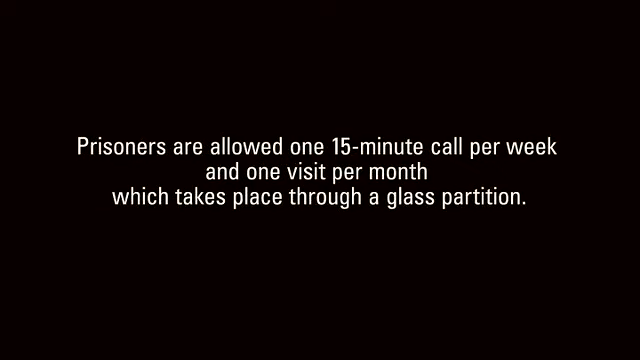 Prisoners are allowed one 15-minute call per week
and one visit per month
which takes place through a glass partition.